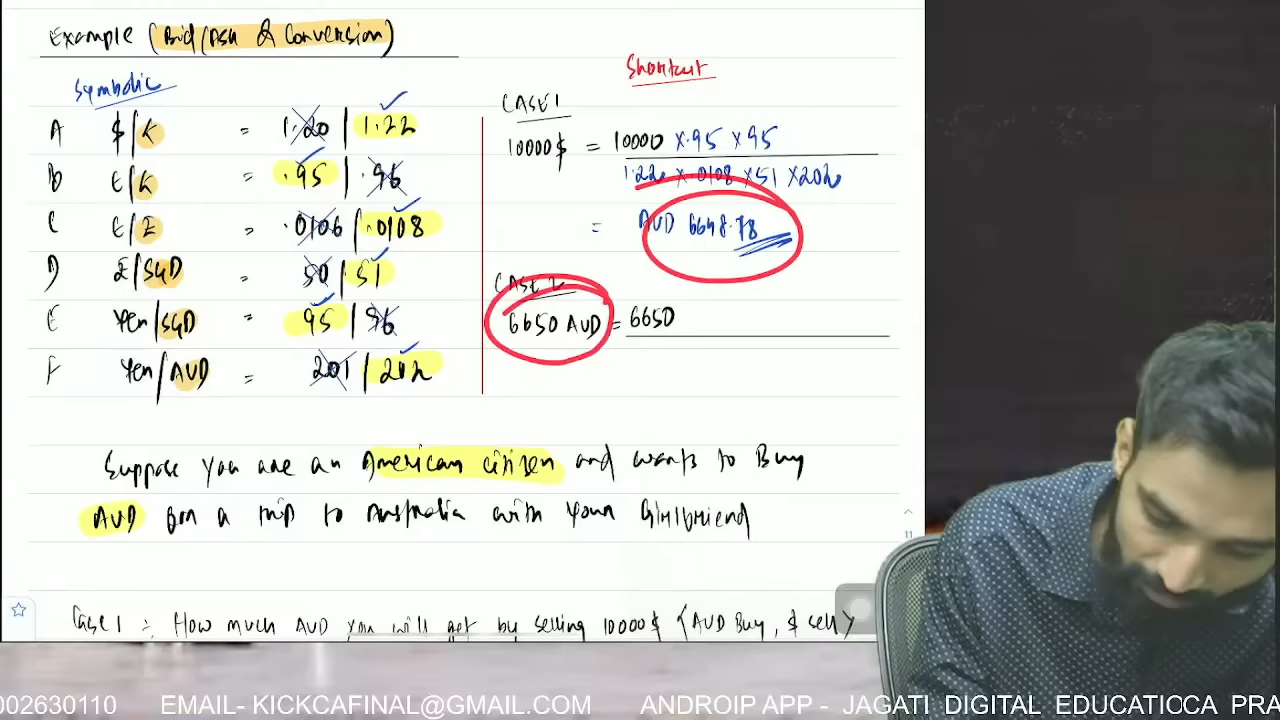 Example (Bid/Ask & Conversion)
Symbolic
Shortcut
CASE 1
A $/K = 1.20 | 1.22
10000$ = 10000 x .95 x 95
1.22 x .0108 x 51 x 202
B £/K = .95 | .96
C £/£ = .0106 | .0108
= AUD 6648.78
D £/SGD = 50 | 51
CASE 2
E Yen/SGD = 95 | 96
6650 AUD = 6650
F Yen/AUD = 201 | 202
Suppose you are an American citizen and wants to Buy
AUD for a trip to Australia with your Girlfriend
11
Case 1 :- How much AUD you will get by selling 10000$ (AUD Buy, $ sell)
002630110 EMAIL- KICKCAFINAL@GMAIL.COM ANDROIP APP - JAGATI DIGITAL EDUCATICCA PRA